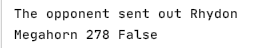 The opponent sent out Rhydon
Megahorn 278 False